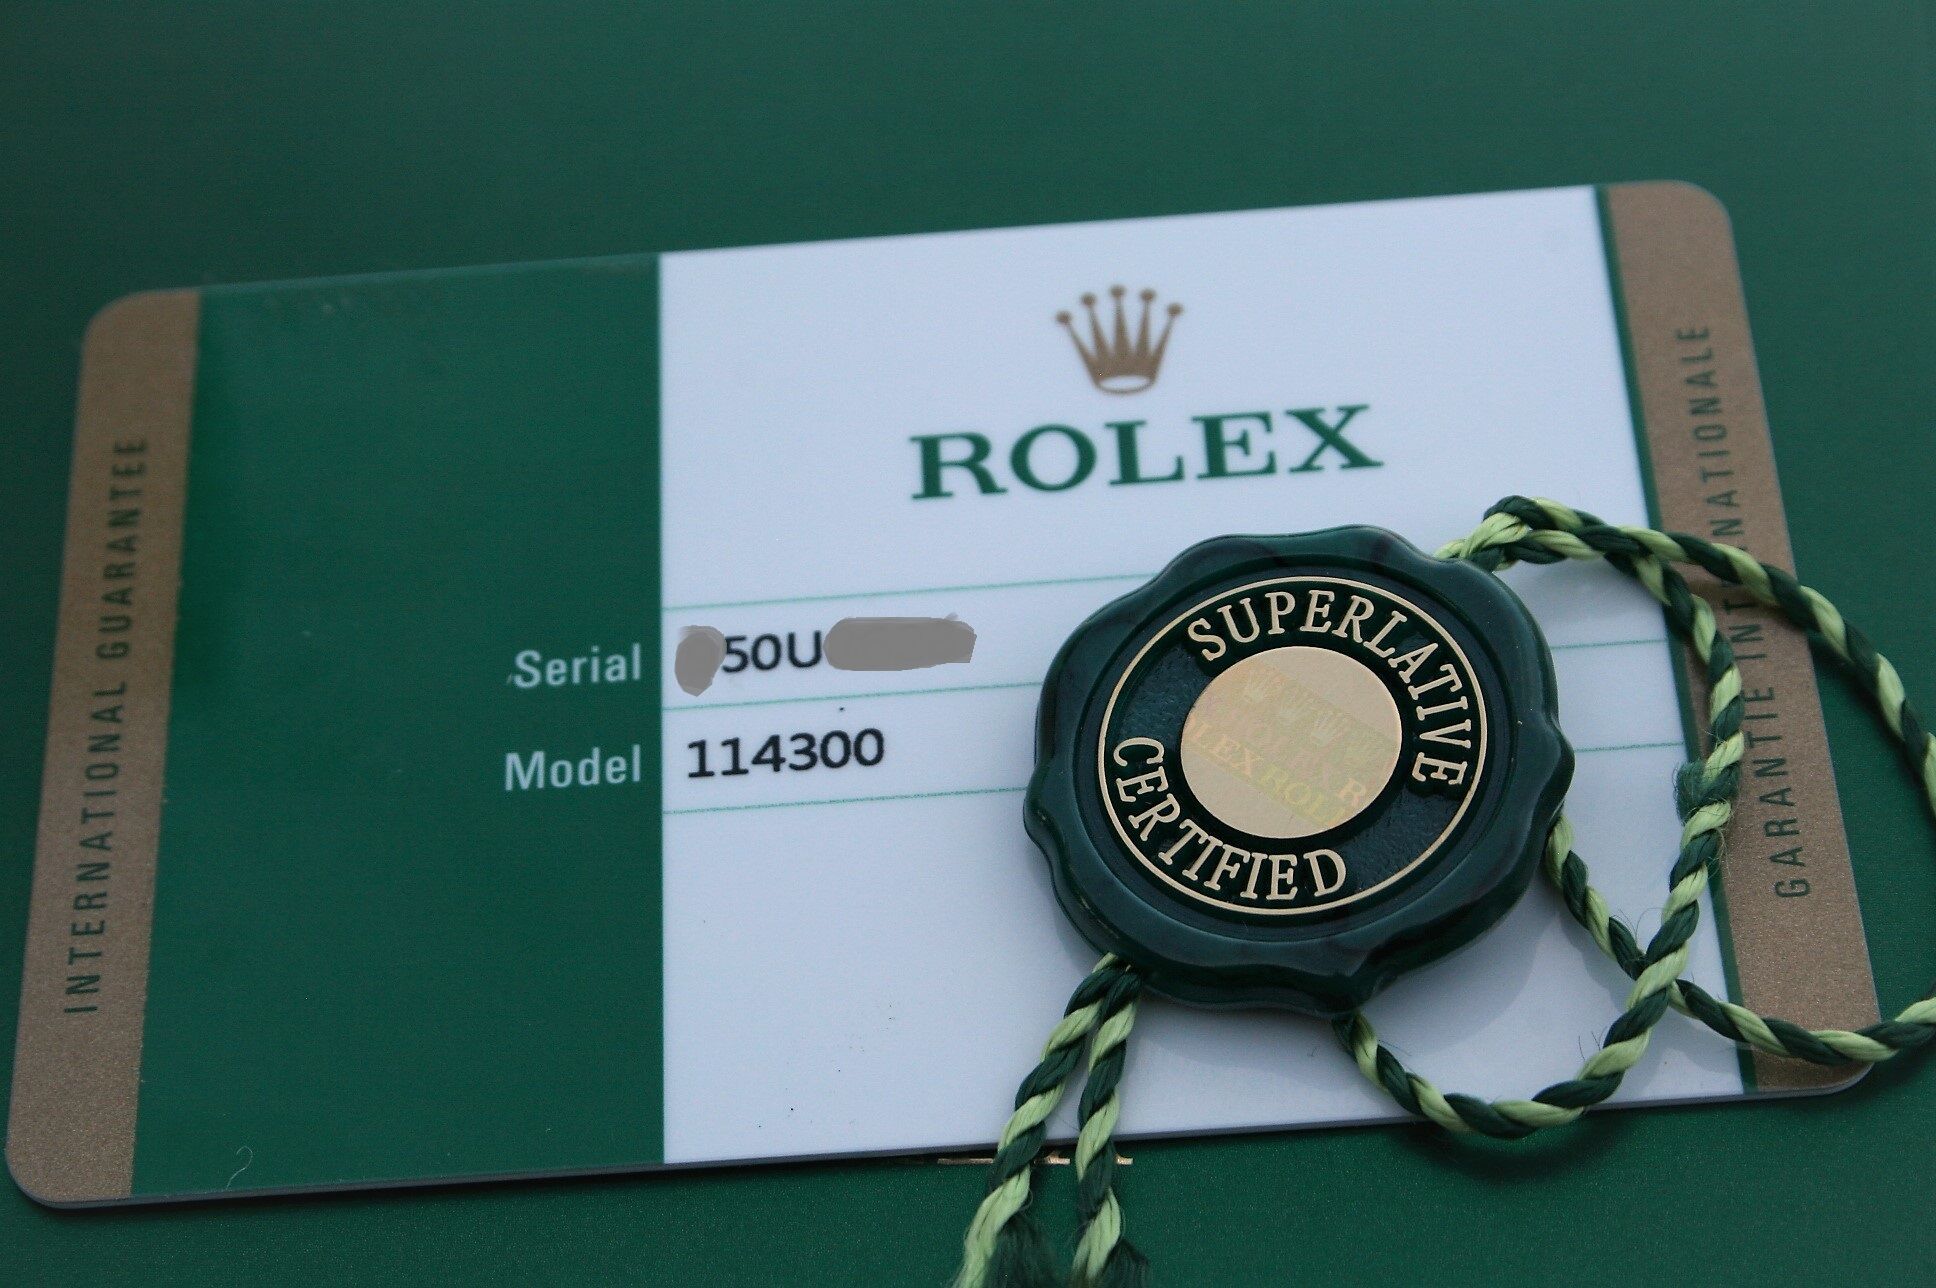 INTERNATIONAL GUARANTEE
ROLEX
Serial 50U
Model 114300
SUPERLATIVE
CERTIFIED
GARANTIE INTERNATIONALE